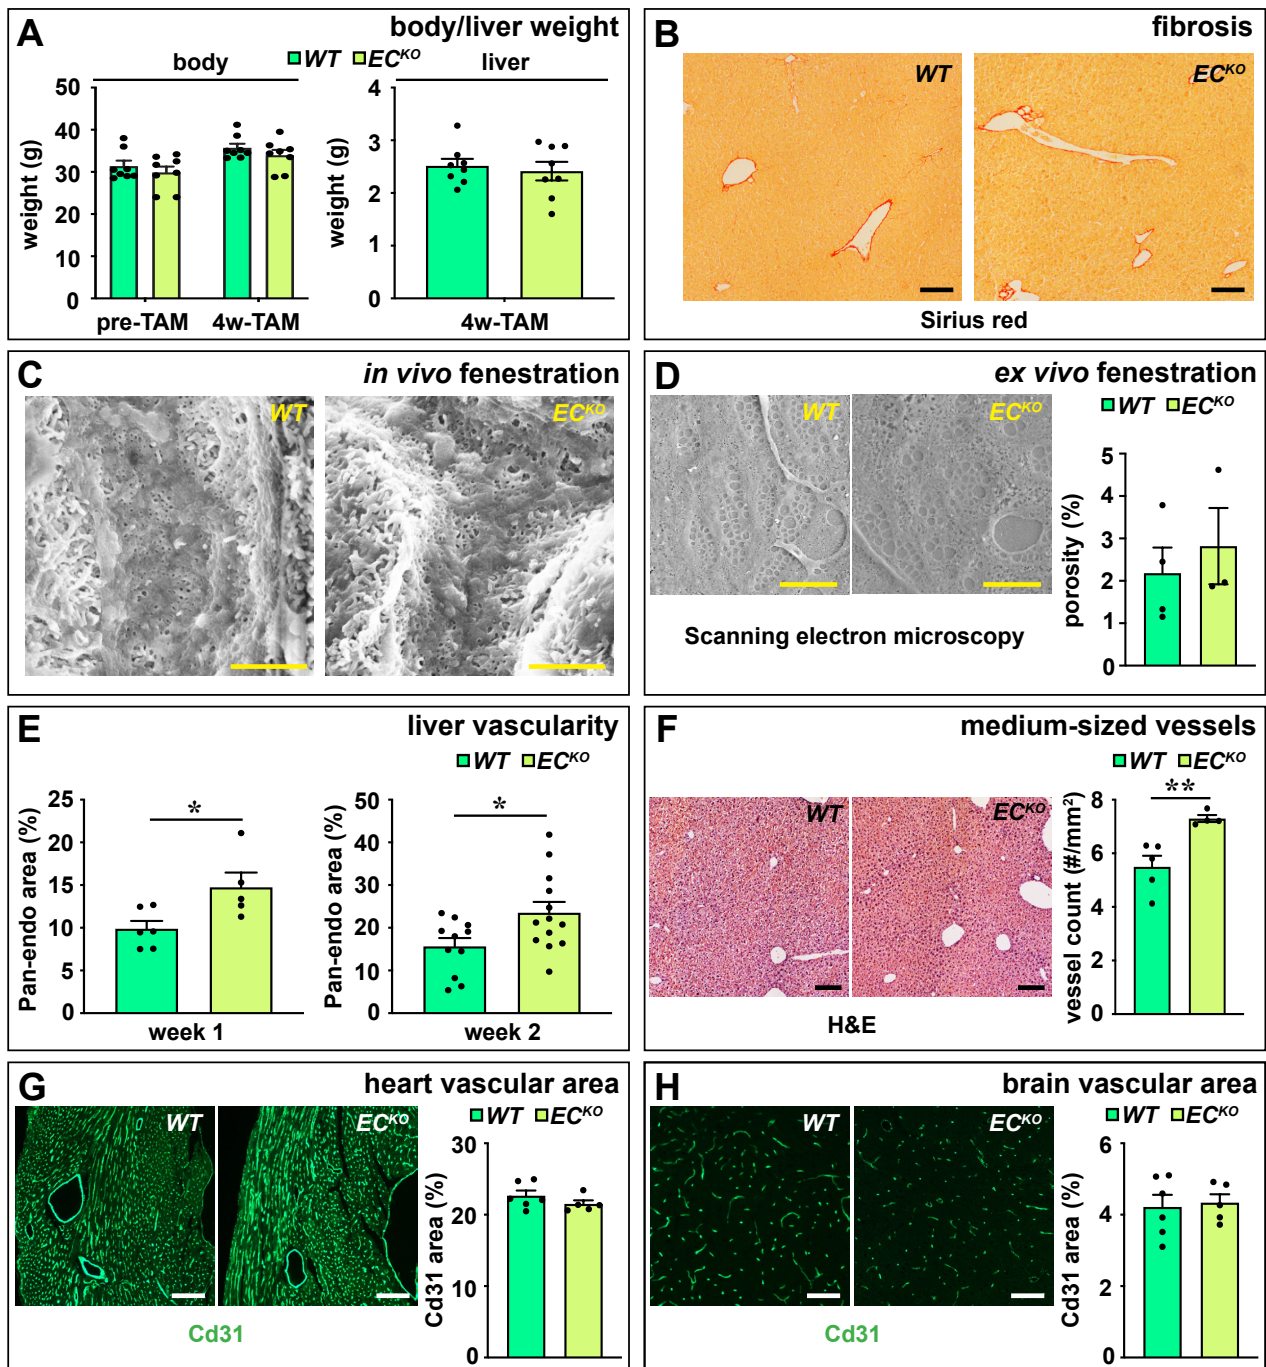 A
body/liver weight
WT EC^KO
body
liver
weight (g)
50
40
30
20
10
0
pre-TAM 4w-TAM
weight (g)
4
3
2
1
0
4w-TAM
B
fibrosis
WT
EC^KO
Sirius red
C
in vivo fenestration
WT
EC^KO
D
ex vivo fenestration
WT
EC^KO
Scanning electron microscopy
WT EC^KO
porosity (%)
5
4
3
2
1
0
E
liver vascularity
WT EC^KO
Pan-endo area (%)
25
20
15
10
5
0
*
week 1
Pan-endo area (%)
50
40
30
20
10
0
*
week 2
F
medium-sized vessels
WT
EC^KO
H&E
WT EC^KO
vessel count (#/mm²)
8
6
4
2
0
**
G
heart vascular area
WT
EC^KO
Cd31
WT EC^KO
Cd31 area (%)
30
20
10
0
H
brain vascular area
WT
EC^KO
Cd31
WT EC^KO
Cd31 area (%)
6
4
2
0